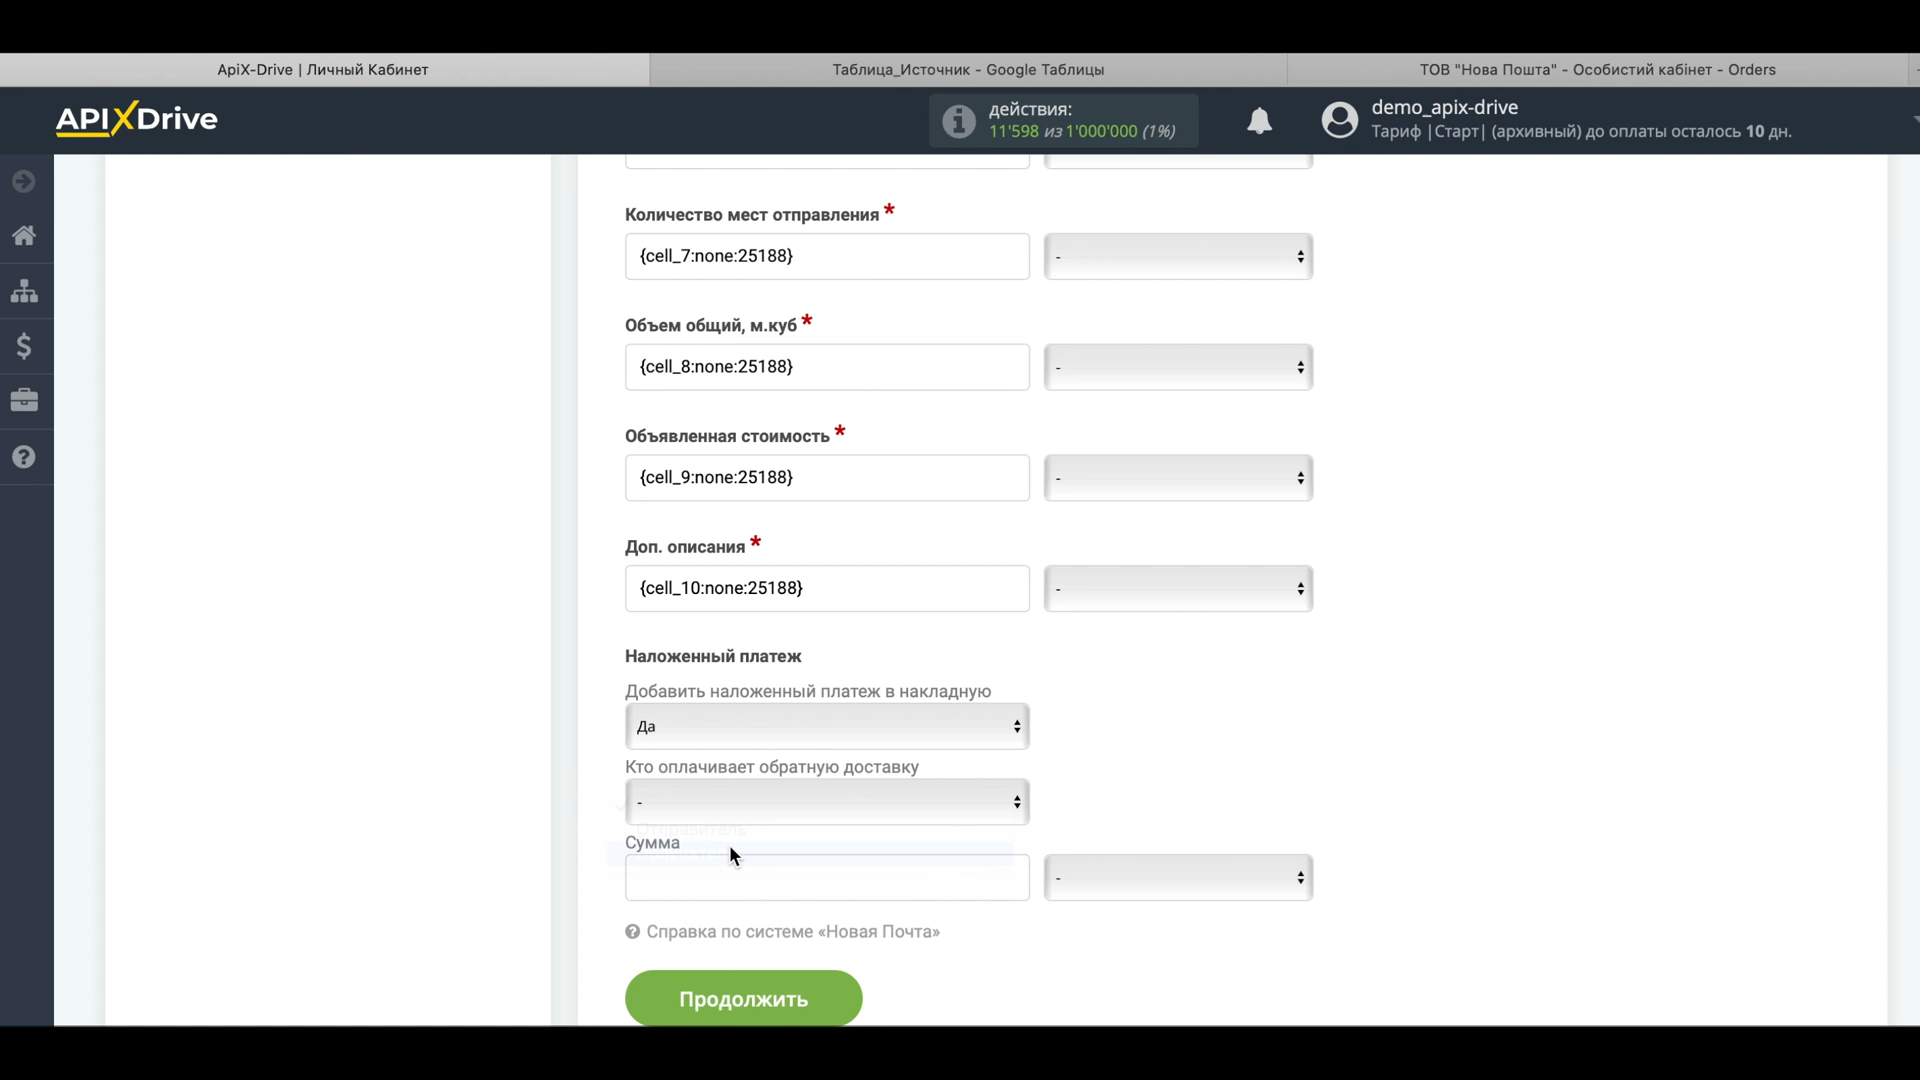 ApiX-Drive | Личный Кабинет
Таблица_Источник - Google Таблицы
ТОВ "Нова Пошта" - Особистий кабінет - Orders
APIXDrive
действия:
11'598 из 1'000'000 (1%)
demo_apix-drive
Тариф |Старт| (архивный) до оплаты осталось 10 дн.
Количество мест отправления *
{cell_7:none:25188}
-
Объем общий, м.куб *
{cell_8:none:25188}
-
Объявленная стоимость *
{cell_9:none:25188}
-
Доп. описания *
{cell_10:none:25188}
-
Наложенный платеж
Добавить наложенный платеж в накладную
Да
Кто оплачивает обратную доставку
-
Отправитель
Сумма
-
Справка по системе «Новая Почта»
Продолжить